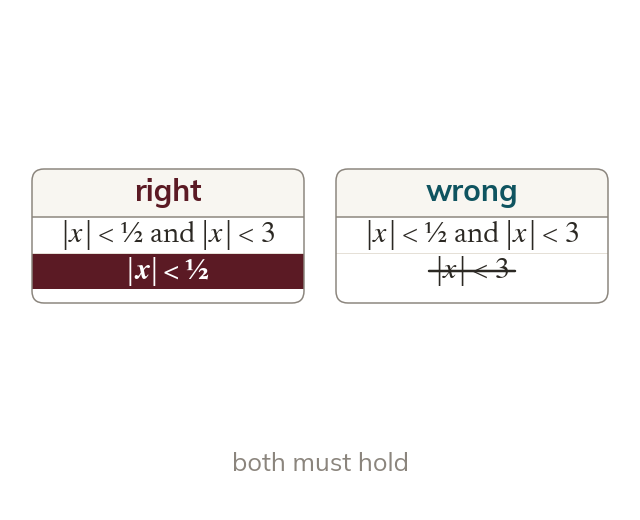 right
|x| < ½ and |x| < 3
|x| < ½
wrong
|x| < ½ and |x| < 3
|x| < 3
both must hold